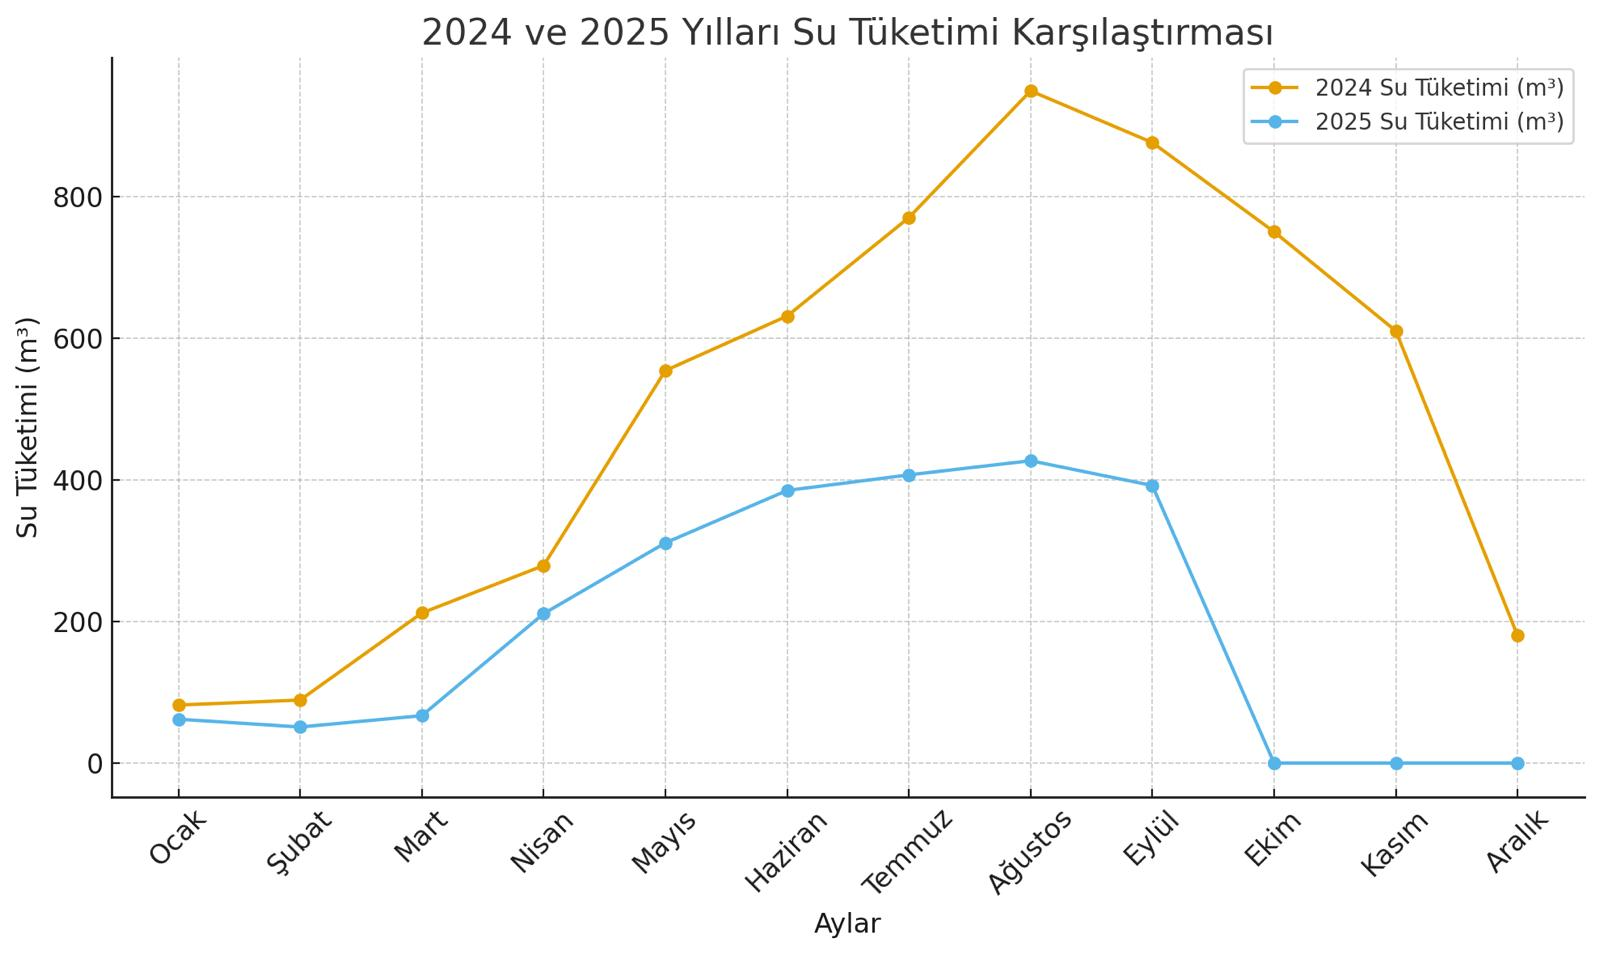 2024 ve 2025 Yılları Su Tüketimi Karşılaştırması
2024 Su Tüketimi (m³)
2025 Su Tüketimi (m³)
Su Tüketimi (m³)
800
600
400
200
0
Ocak
Şubat
Mart
Nisan
Mayıs
Haziran
Temmuz
Ağustos
Eylül
Ekim
Kasım
Aralık
Aylar